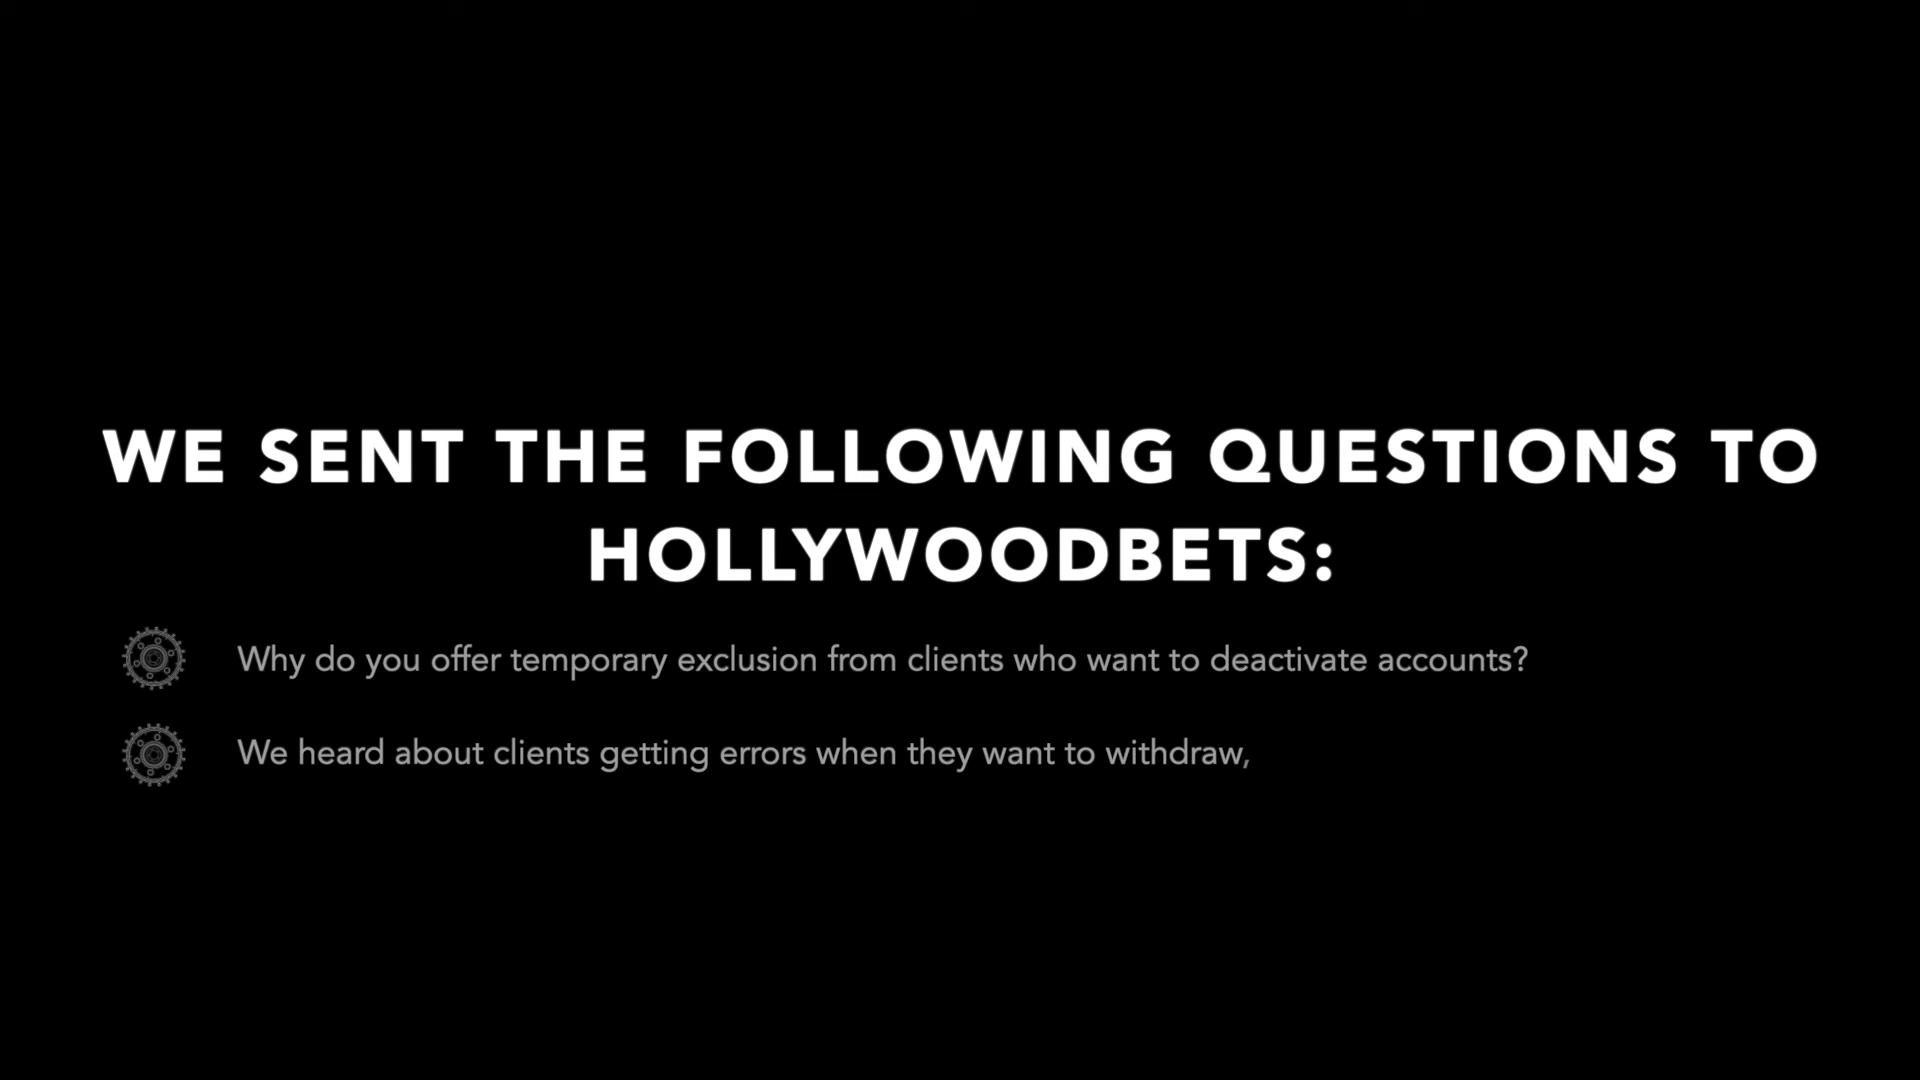 WE SENT THE FOLLOWING QUESTIONS TO
HOLLYWOODBETS:
Why do you offer temporary exclusion from clients who want to deactivate accounts?
We heard about clients getting errors when they want to withdraw,